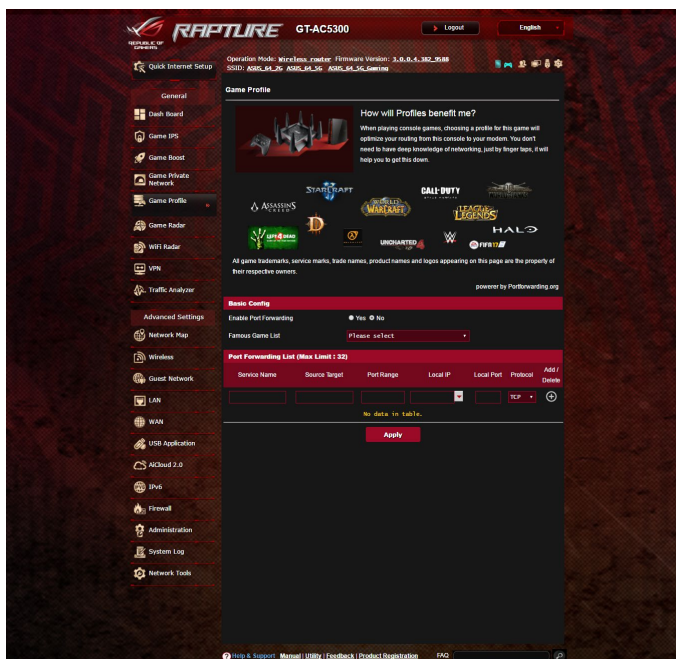 REPUBLIC OF
GAMERS
RAPTURE
GT-AC5300
Logout
English
Quick Internet Setup
Operation Mode: Wireless router Firmware Version: 3.0.0.4.382_9588
SSID: ASUS_64_2G ASUS_64_5G ASUS_64_5G_Gaming
General
Dash Board
Game IPS
Game Boost
Game Private
Network
Game Profile
Game Radar
WiFi Radar
VPN
Traffic Analyzer
Advanced Settings
Network Map
Wireless
Guest Network
LAN
WAN
USB Application
AiCloud 2.0
IPv6
Firewall
Administration
System Log
Network Tools
Game Profile
How will Profiles benefit me?
When playing console games, choosing a profile for this game will
optimize your routing from this console to your modem. You don't
need to have deep knowledge of networking, just by finger taps, it will
help you to get this down.
STARCRAFT
CALL·DUTY
ASSASSIN'S
CREED
WORLD
WARCRAFT
LEAGUE
LEGENDS
LEFT 4 DEAD
D
UNCHARTED 4
W
HALO
FIFA 17
All game trademarks, service marks, trade names, product names and logos appearing on this page are the property of
their respective owners.
powerer by Portforwarding.org
Basic Config
Enable Port Forwarding
Yes No
Famous Game List
Please select
Port Forwarding List (Max Limit : 32)
Service Name Source Target Port Range Local IP Local Port Protocol Add /
Delete
TCP
No data in table.
Apply
Help & Support Manual | Utility | Feedback | Product Registration FAQ